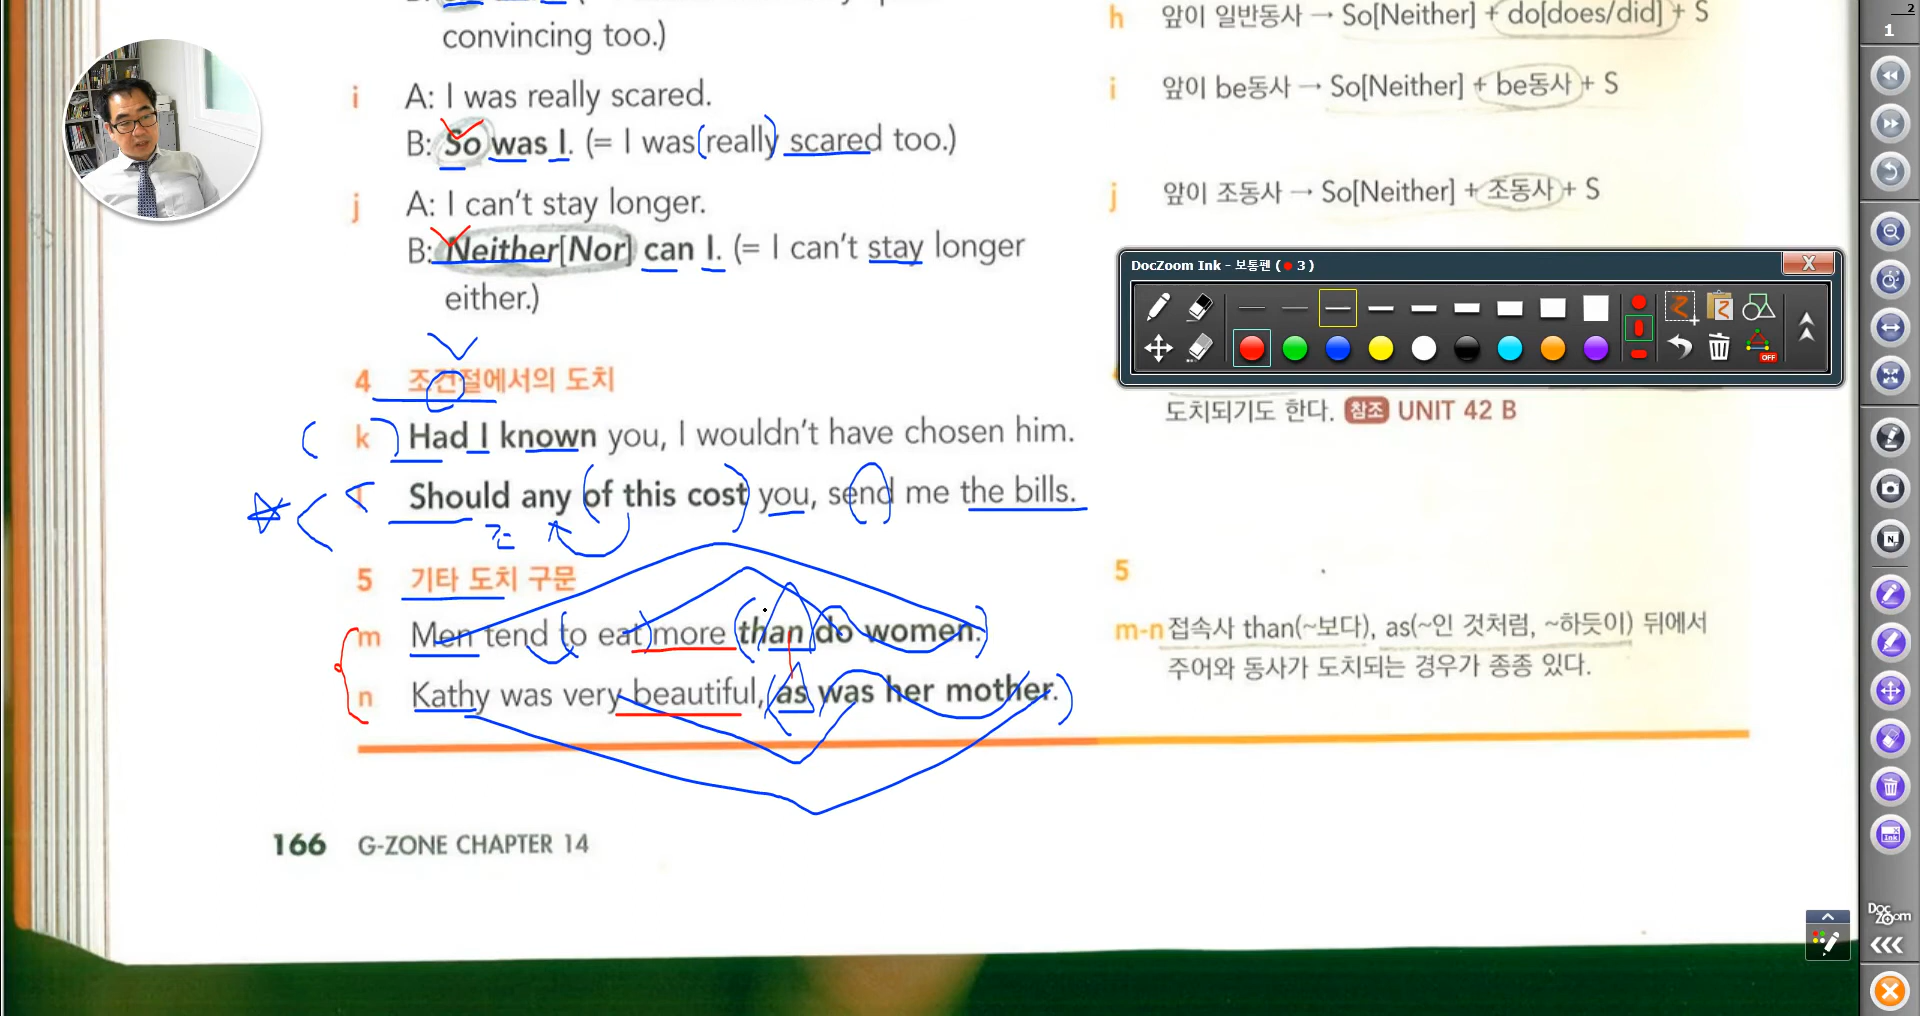 convincing too.)
i A: I was really scared.
B: So was I. (= I was (really) scared too.)
j A: I can't stay longer.
B: Neither[Nor] can I. (= I can't stay longer
either.)
4 조건절에서의 도치
k Had I known you, I wouldn't have chosen him.
l Should any of this cost you, send me the bills.
5 기타 도치 구문
m Men tend to eat more than do women.
n Kathy was very beautiful, as was her mother.
166 G-ZONE CHAPTER 14
h 앞이 일반동사 → So[Neither] + do[does/did] + S
i 앞이 be동사 → So[Neither] + be동사 + S
j 앞이 조동사 → So[Neither] + 조동사 + S
DocZoom Ink - 보통펜 ( 3 )
X
OFF
도치되기도 한다. 참조 UNIT 42 B
5
m-n 접속사 than(~보다), as(~인 것처럼, ~하듯이) 뒤에서
주어와 동사가 도치되는 경우가 종종 있다.
2
1
N
Ink
Doc
Zoom